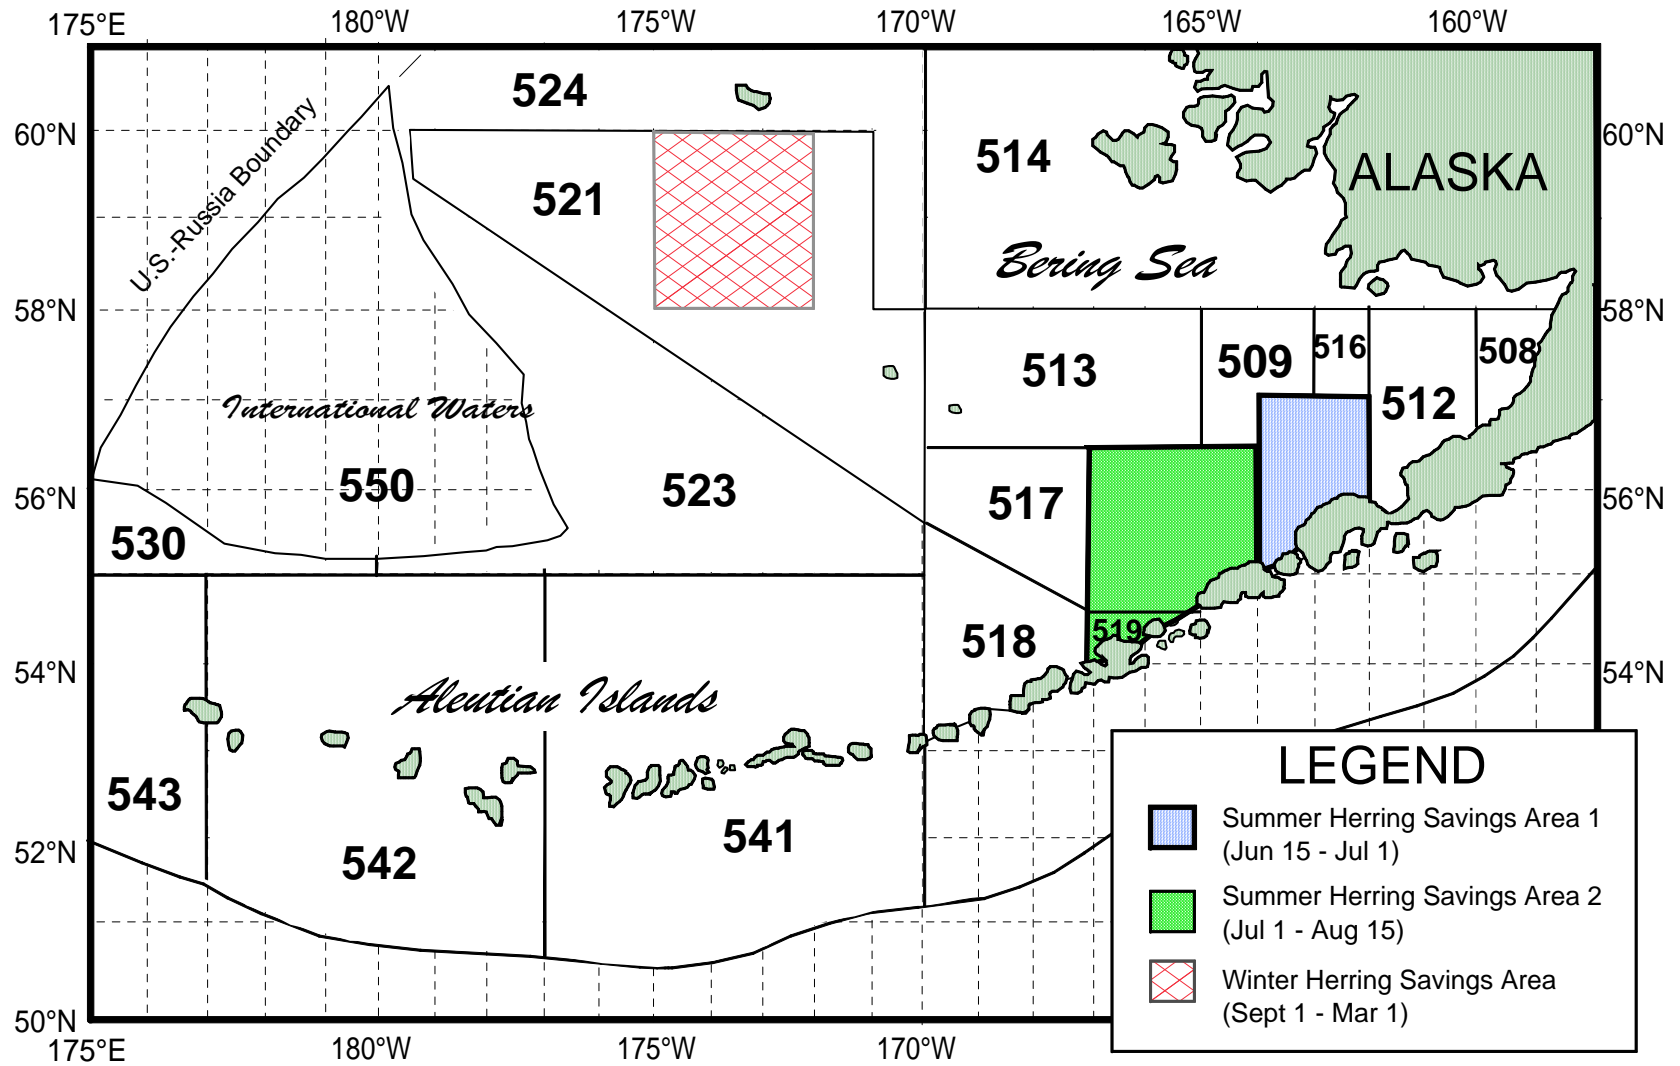 175°E 180°W 175°W 170°W 165°W 160°W
524
60°N 60°N
514
ALASKA
521
U.S.-Russia Boundary
Bering Sea
58°N 58°N
513 509 516 508
International Waters
512
550 523 517
56°N 56°N
530
519
518
54°N 54°N
Aleutian Islands
543
541
542
52°N
LEGEND
Summer Herring Savings Area 1
(Jun 15 - Jul 1)
Summer Herring Savings Area 2
(Jul 1 - Aug 15)
Winter Herring Savings Area
(Sept 1 - Mar 1)
50°N
175°E 180°W 175°W 170°W